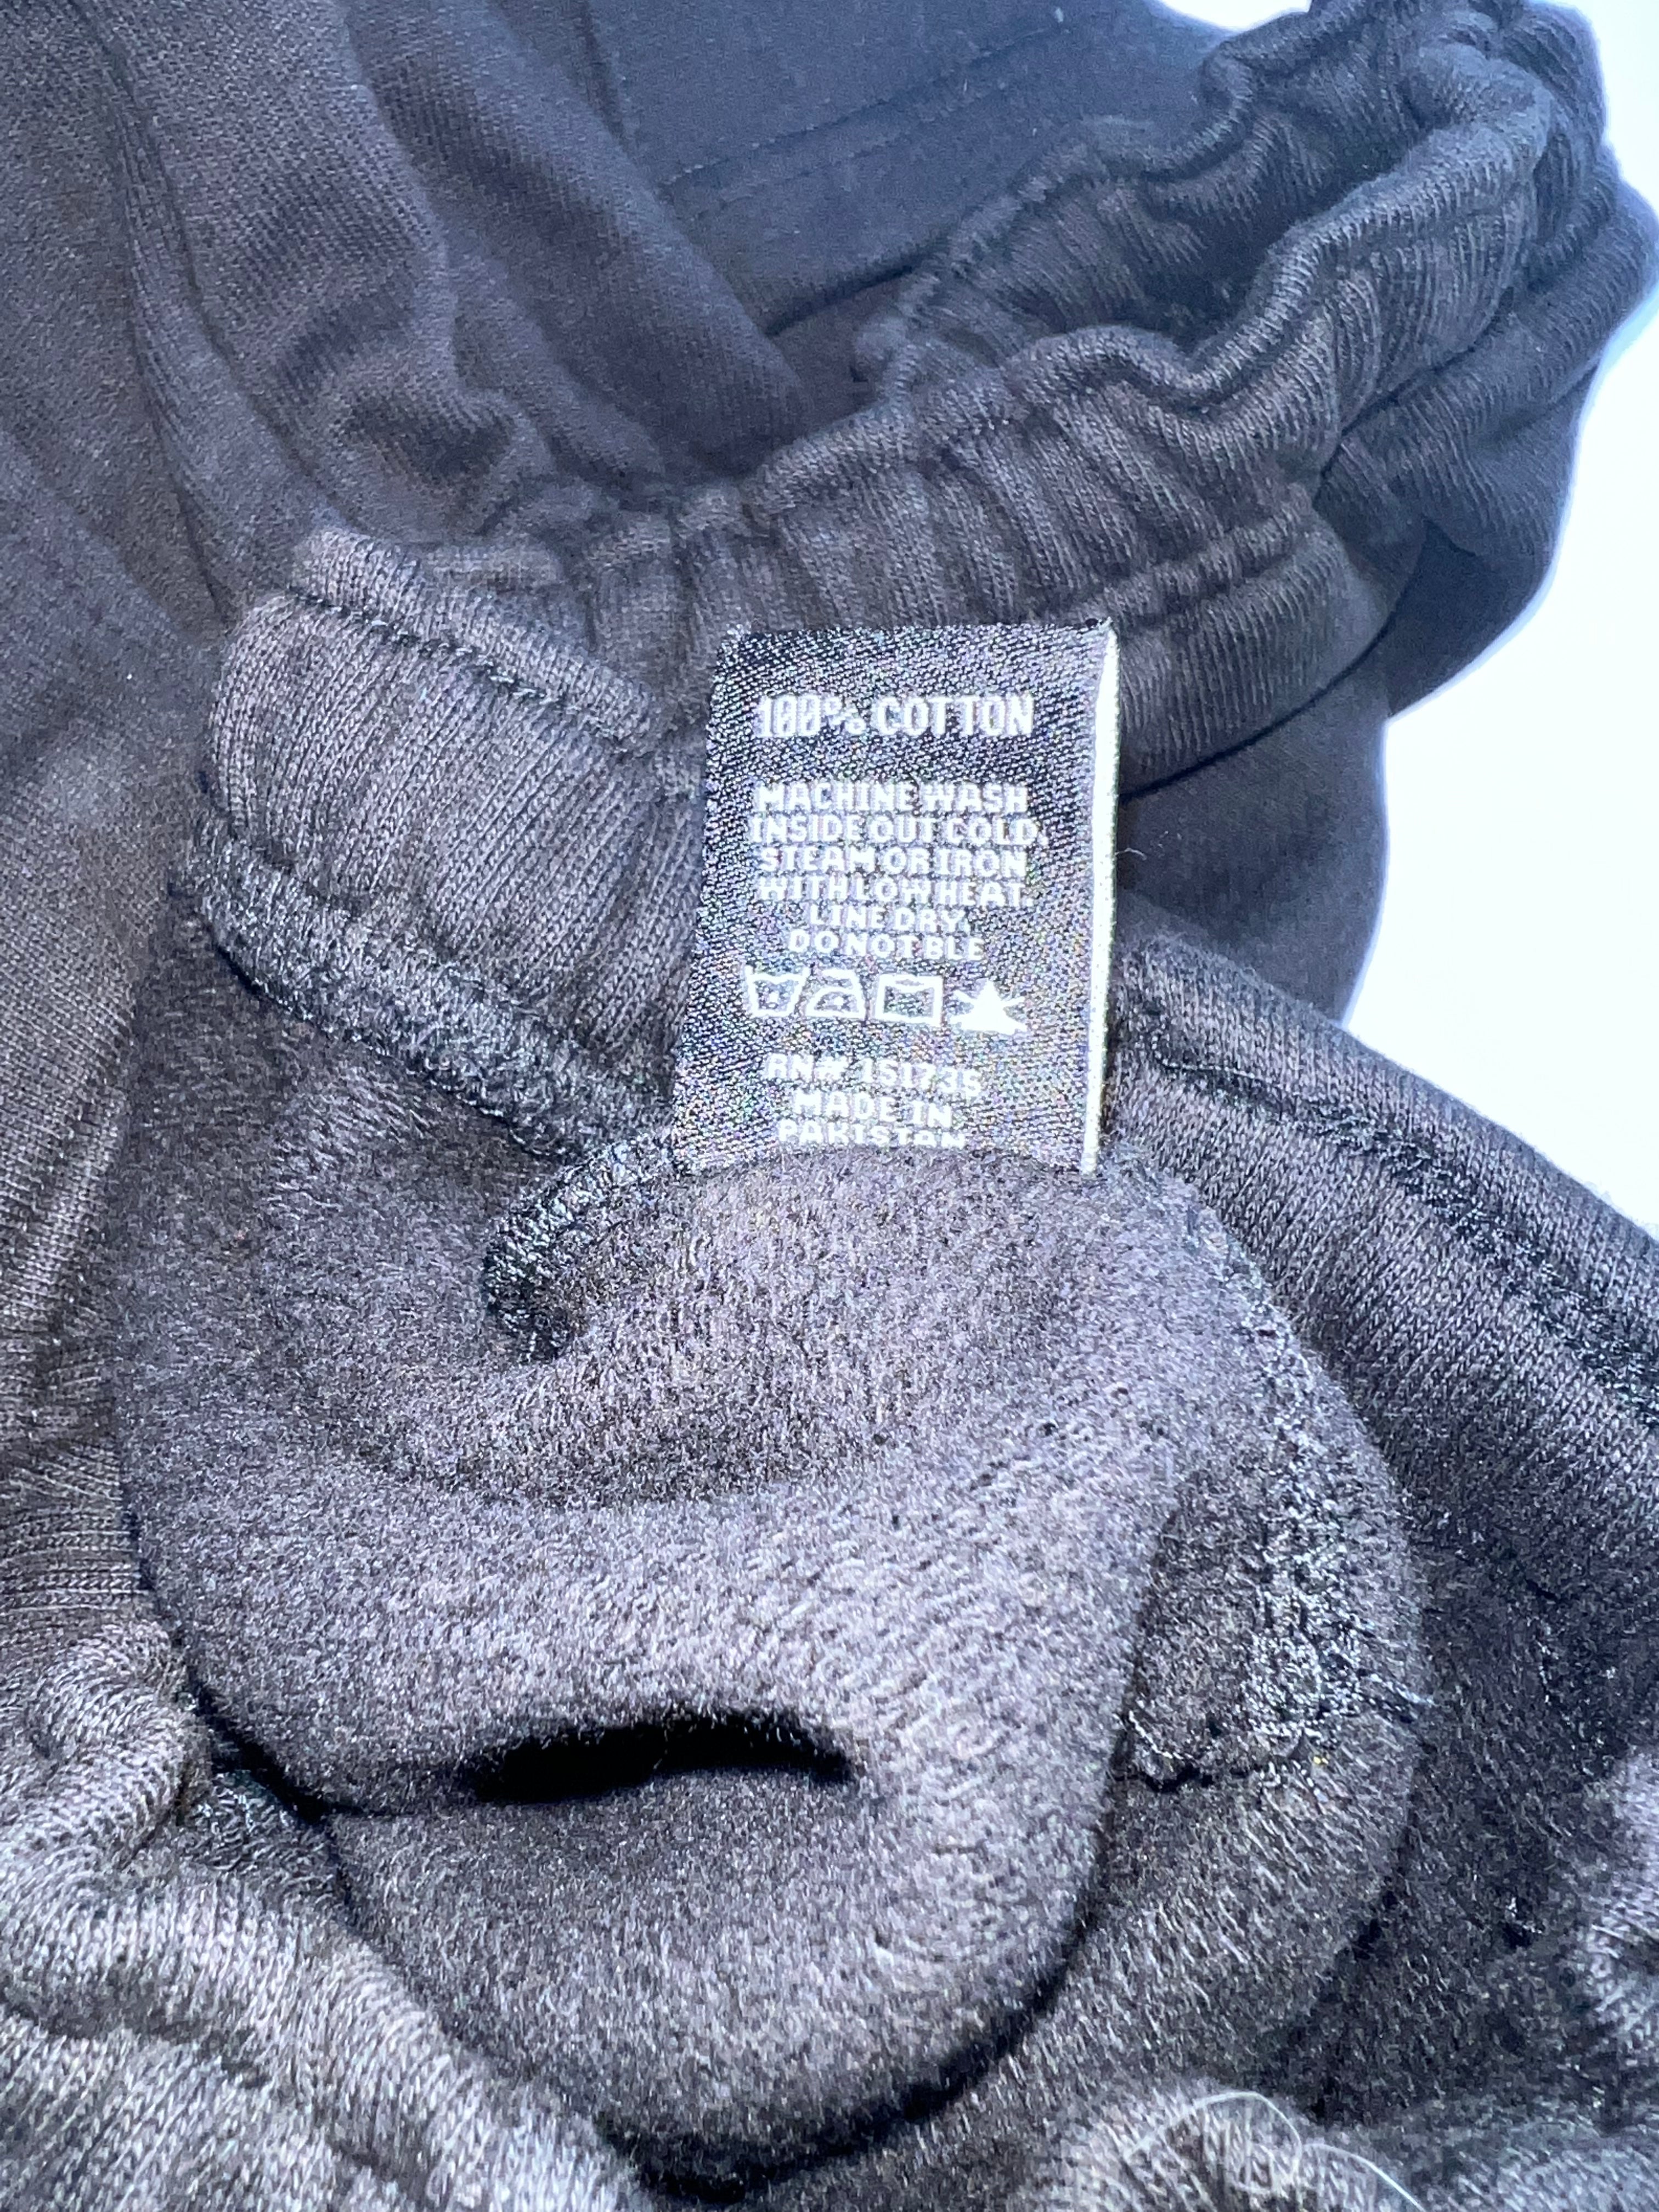 100% COTTON
MACHINE WASH
INSIDE OUT COLD,
STEAM OR IRON
WITH LOW HEAT.
LINE DRY,
DO NOT BLE
RN# 151735
MADE IN
PAKISTAN